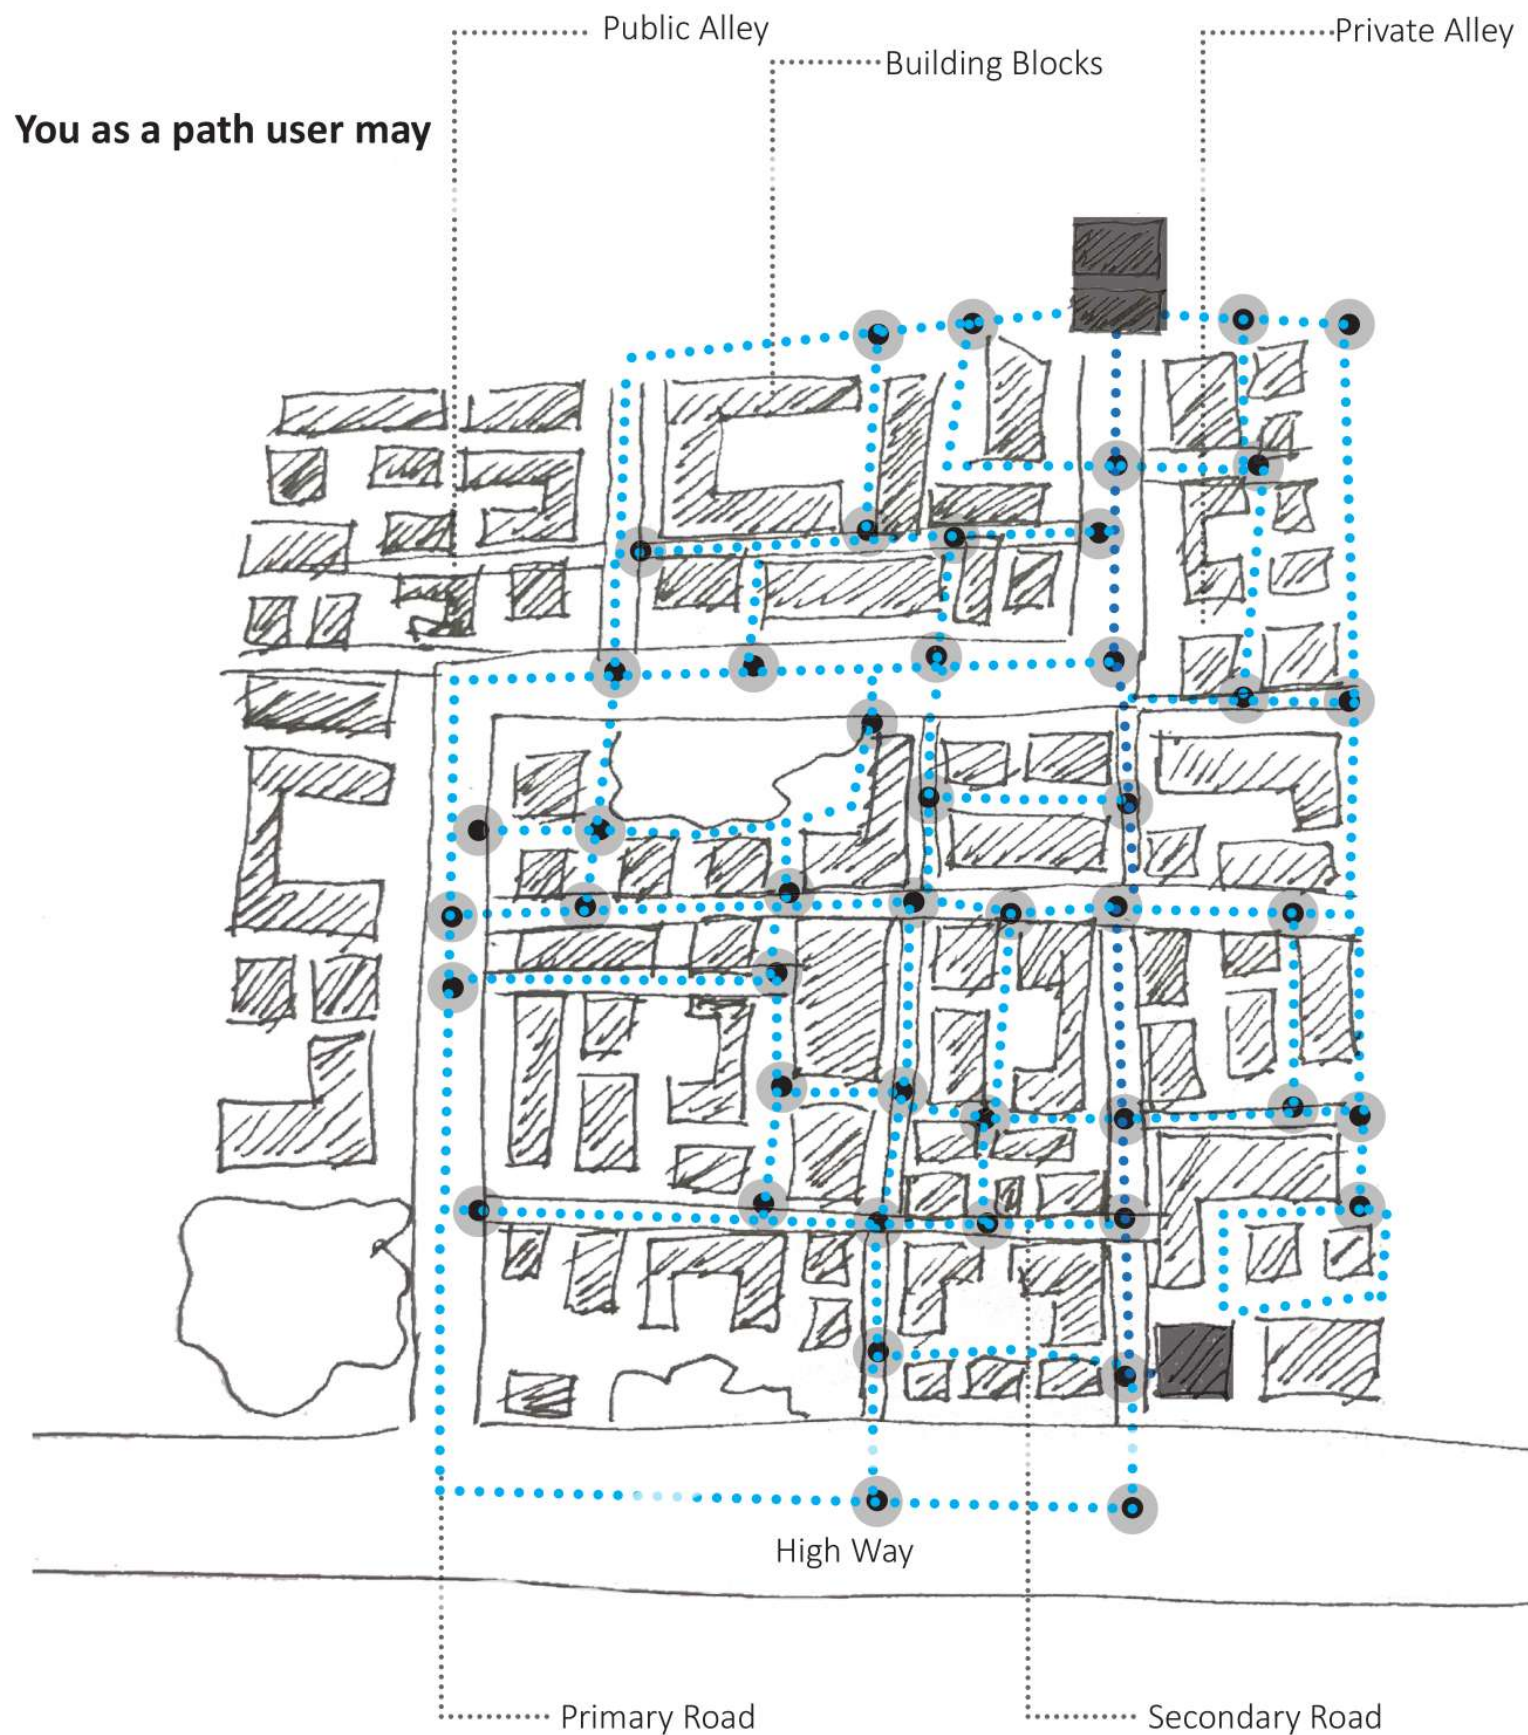 Public Alley
Private Alley
Building Blocks
You as a path user may
High Way
Primary Road
Secondary Road